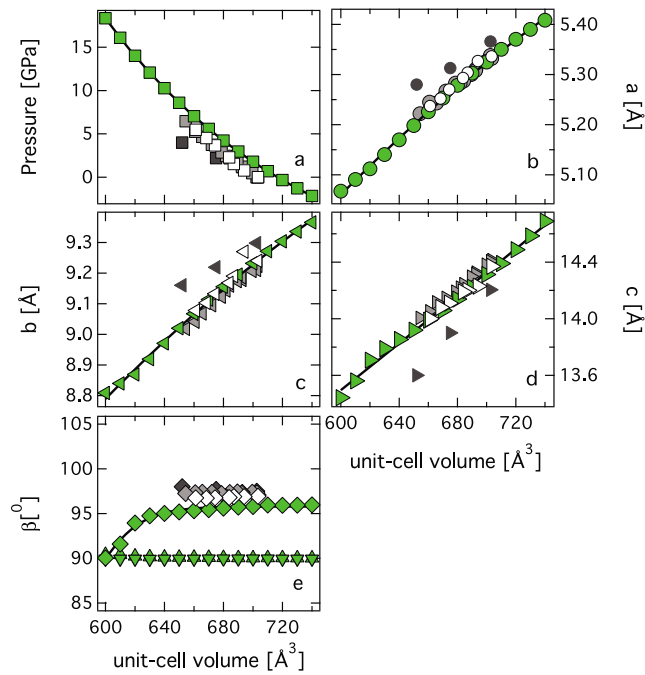 Pressure [GPa]
15
10
5
0
a
5.40
5.30
5.20
5.10
a [Å]
b
b [Å]
9.3
9.2
9.1
9.0
8.9
8.8
c
14.4
14.0
13.6
c [Å]
d
600 640 680 720
unit-cell volume [Å³]
β[⁰]
105
100
95
90
85
e
600 640 680 720
unit-cell volume [Å³]